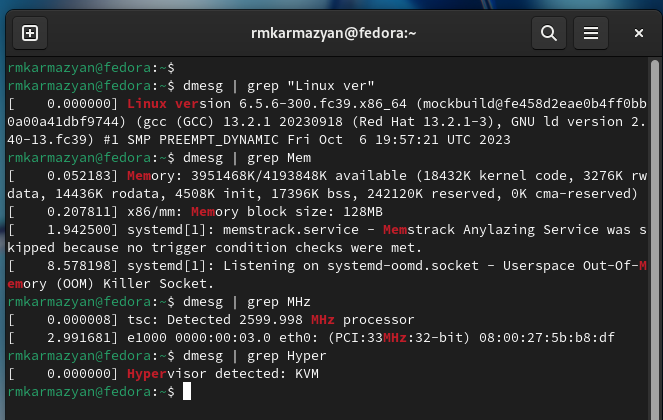 rmkarmazyan@fedora:~
rmkarmazyan@fedora:~$
rmkarmazyan@fedora:~$ dmesg | grep "Linux ver"
[    0.000000] Linux version 6.5.6-300.fc39.x86_64 (mockbuild@fe458d2eae0b4ff0bb
0a00a41dbf9744) (gcc (GCC) 13.2.1 20230918 (Red Hat 13.2.1-3), GNU ld version 2.
40-13.fc39) #1 SMP PREEMPT_DYNAMIC Fri Oct  6 19:57:21 UTC 2023
rmkarmazyan@fedora:~$ dmesg | grep Mem
[    0.052183] Memory: 3951468K/4193848K available (18432K kernel code, 3276K rw
data, 14436K rodata, 4508K init, 17396K bss, 242120K reserved, 0K cma-reserved)
[    0.207811] x86/mm: Memory block size: 128MB
[    1.942500] systemd[1]: memstrack.service - Memstrack Anylazing Service was s
kipped because no trigger condition checks were met.
[    8.578198] systemd[1]: Listening on systemd-oomd.socket - Userspace Out-Of-M
emory (OOM) Killer Socket.
rmkarmazyan@fedora:~$ dmesg | grep MHz
[    0.000008] tsc: Detected 2599.998 MHz processor
[    2.991681] e1000 0000:00:03.0 eth0: (PCI:33MHz:32-bit) 08:00:27:5b:b8:df
rmkarmazyan@fedora:~$ dmesg | grep Hyper
[    0.000000] Hypervisor detected: KVM
rmkarmazyan@fedora:~$